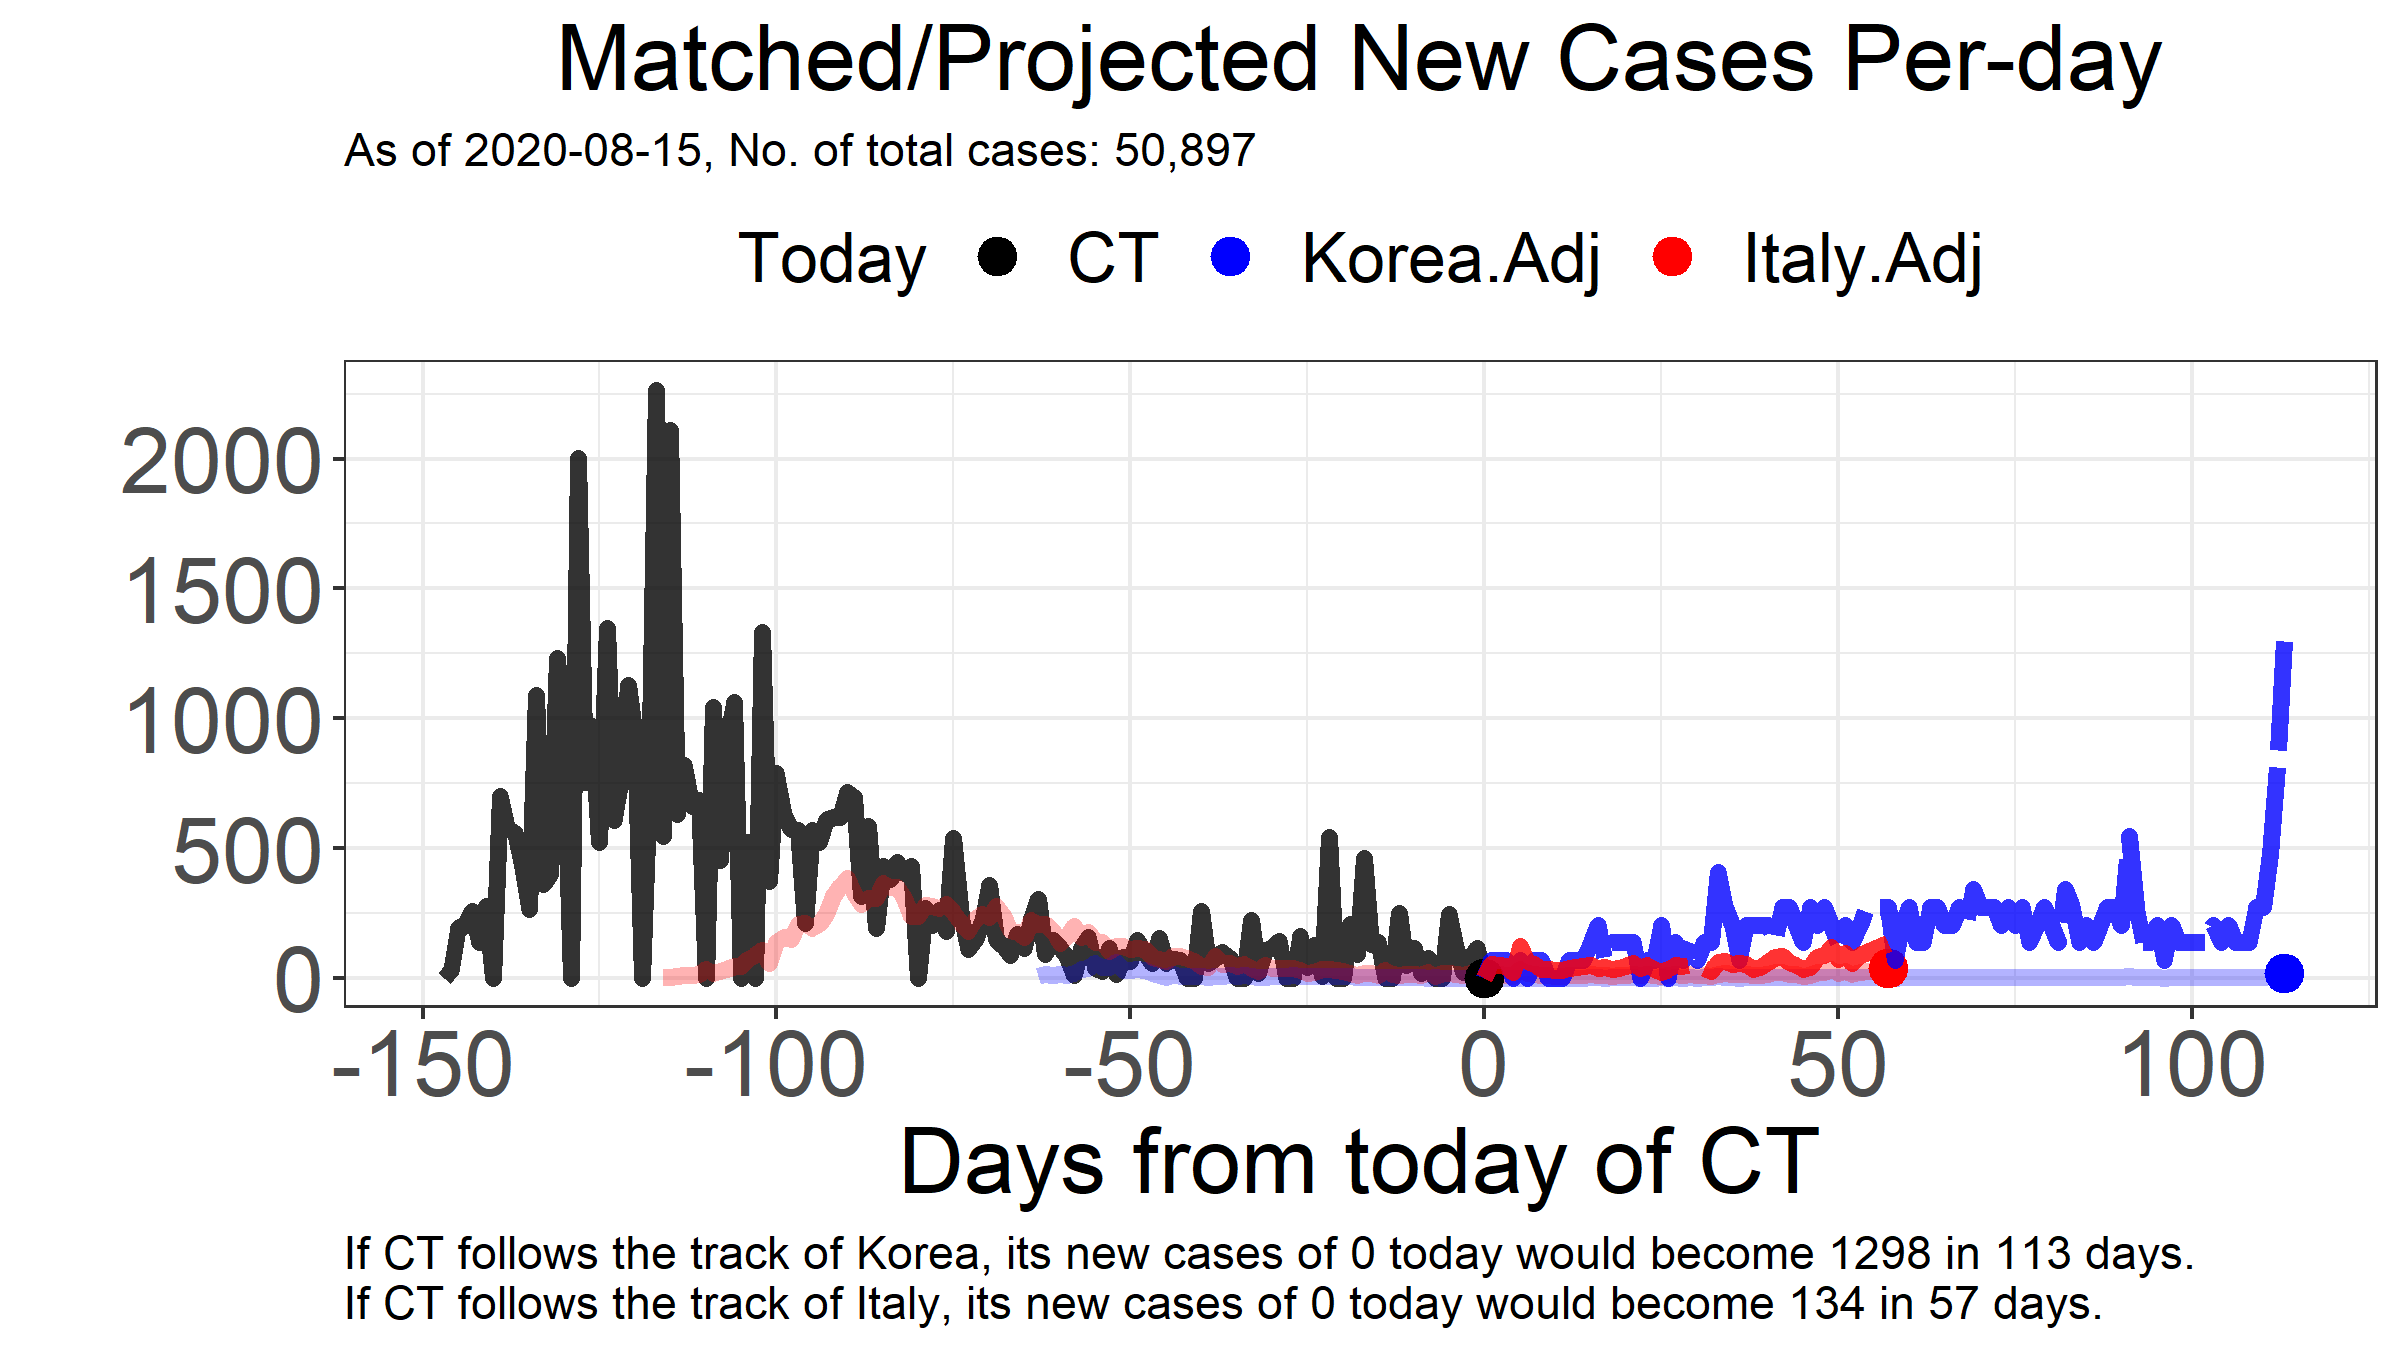 Matched/Projected New Cases Per-day
As of 2020-08-15, No. of total cases: 50,897
Today CT Korea.Adj Italy.Adj
2000
1500
1000
500
0
-150 -100 -50 0 50 100
Days from today of CT
If CT follows the track of Korea, its new cases of 0 today would become 1298 in 113 days.
If CT follows the track of Italy, its new cases of 0 today would become 134 in 57 days.